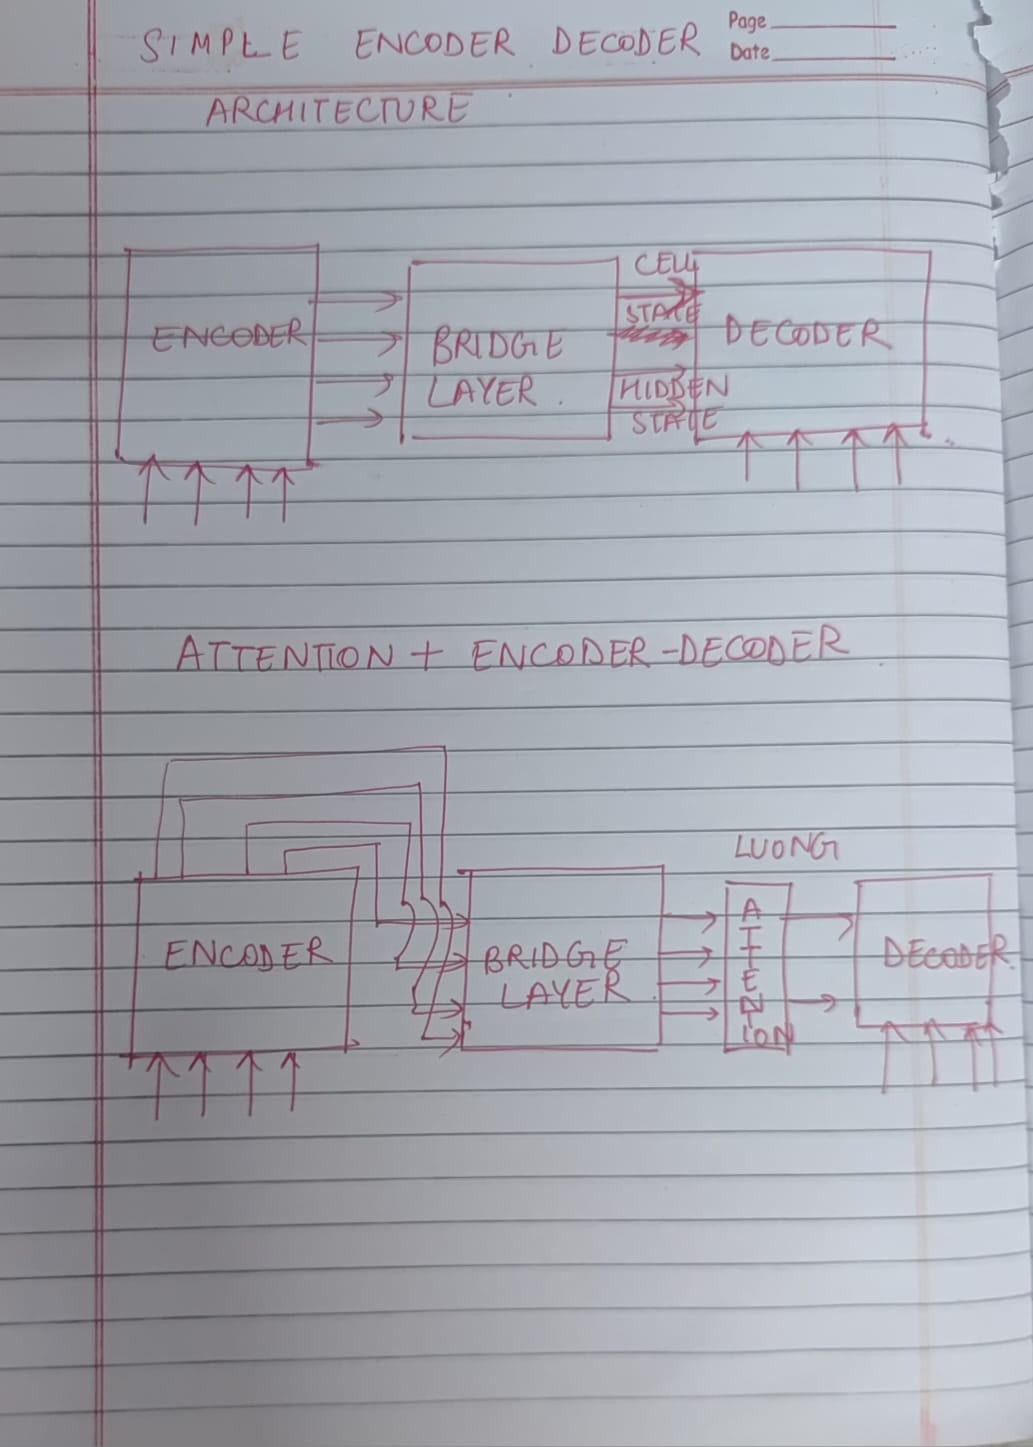 Page
SIMPLE ENCODER DECODER
Date
ARCHITECTURE
CELL
STATE
ENCODER
BRIDGE
LAYER.
DECODER
HIDDEN
STATE
ATTENTION + ENCODER-DECODER
LUONG
ENCODER
BRIDGE
LAYER
A
T
T
E
N
TION
DECODER